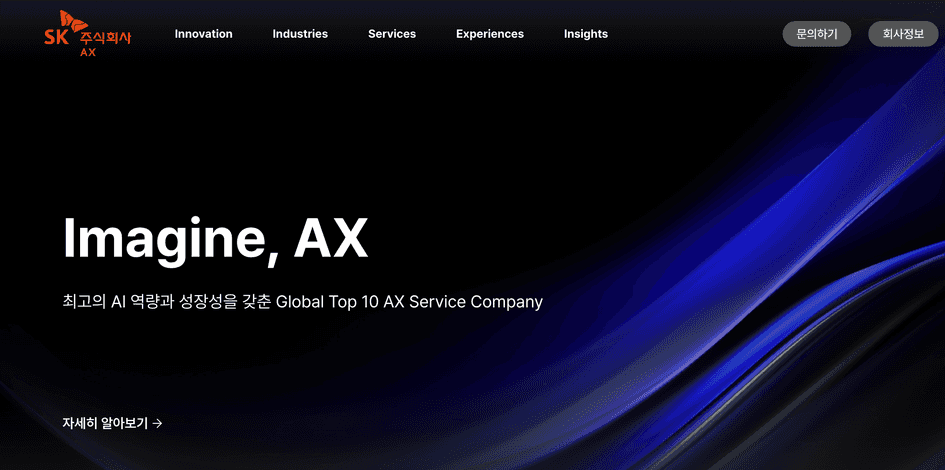 SK 주식회사
AX
Innovation Industries Services Experiences Insights
문의하기 회사정보
Imagine, AX
최고의 AI 역량과 성장성을 갖춘 Global Top 10 AX Service Company
자세히 알아보기 →